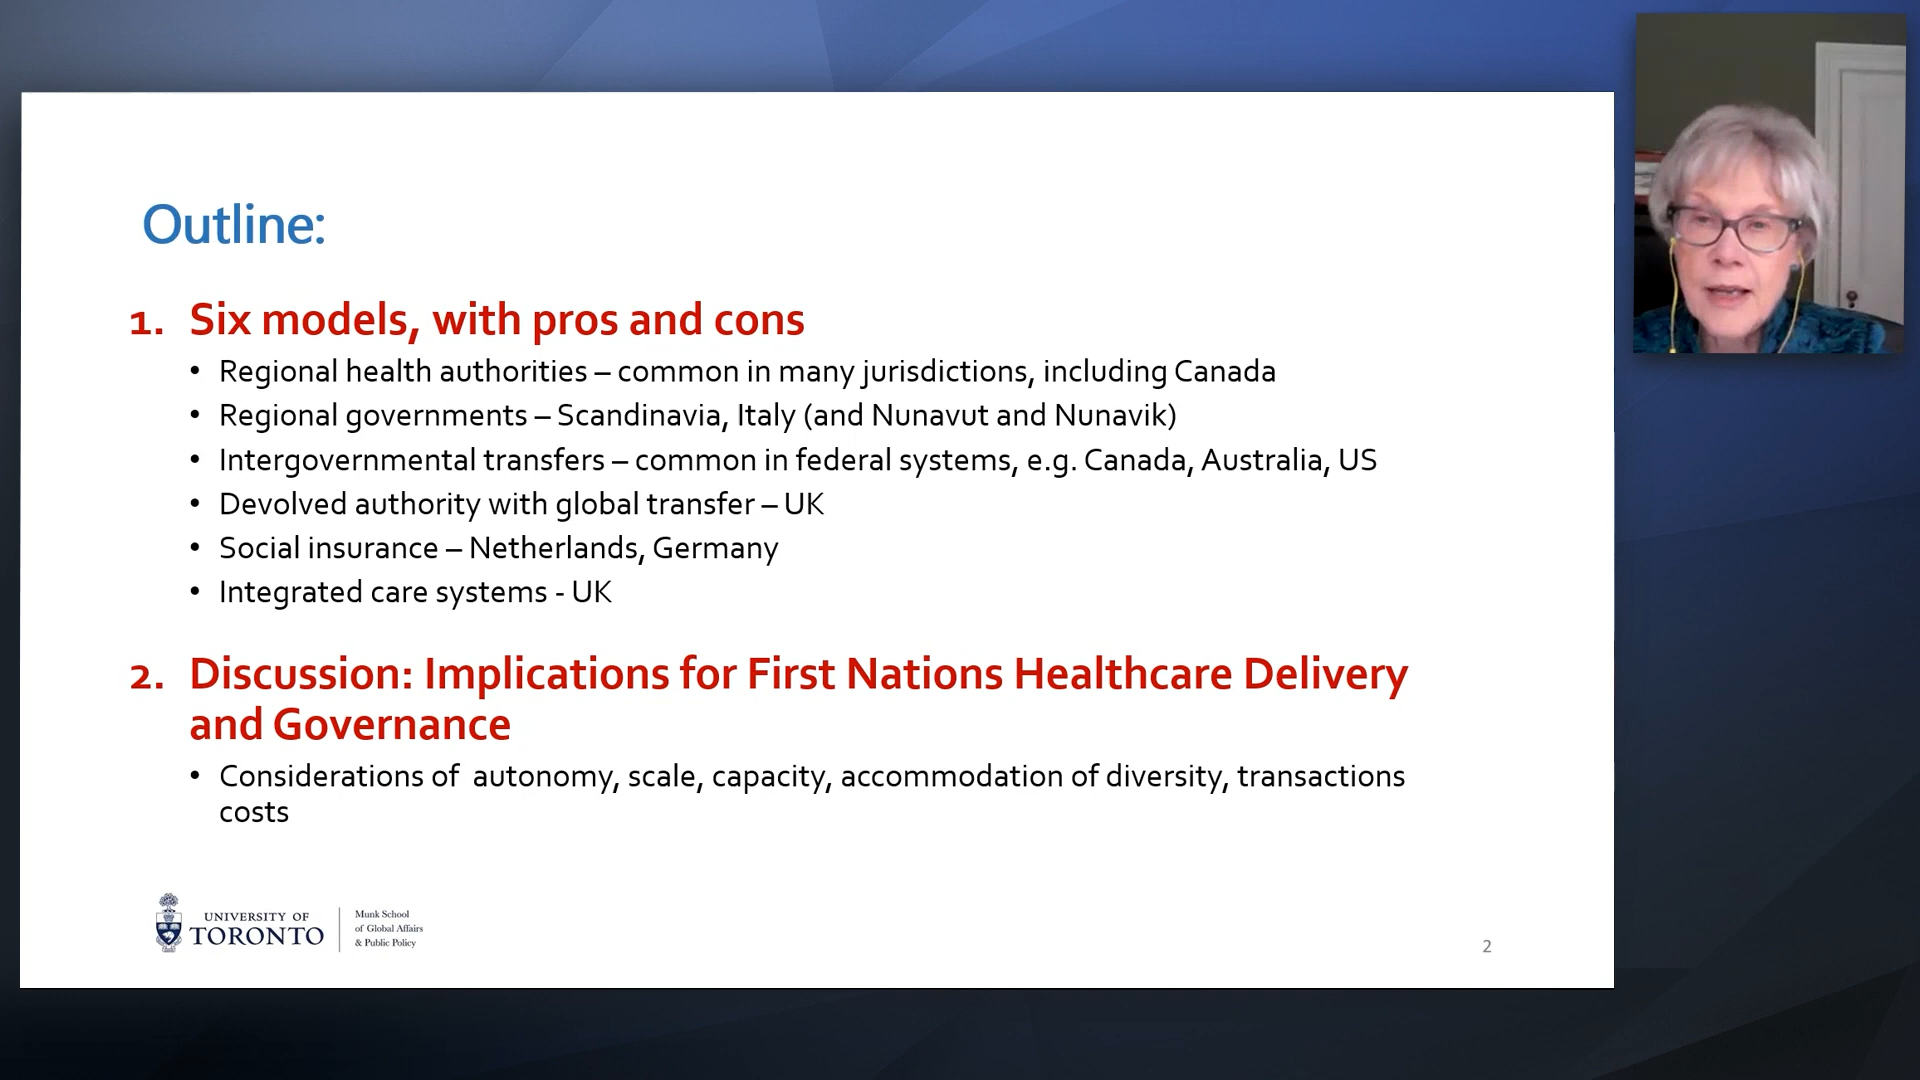 Outline:
1. Six models, with pros and cons
• Regional health authorities – common in many jurisdictions, including Canada
• Regional governments – Scandinavia, Italy (and Nunavut and Nunavik)
• Intergovernmental transfers – common in federal systems, e.g. Canada, Australia, US
• Devolved authority with global transfer – UK
• Social insurance – Netherlands, Germany
• Integrated care systems - UK
2. Discussion: Implications for First Nations Healthcare Delivery
and Governance
• Considerations of  autonomy, scale, capacity, accommodation of diversity, transactions
costs
UNIVERSITY OF
TORONTO
Munk School
of Global Affairs
& Public Policy
2